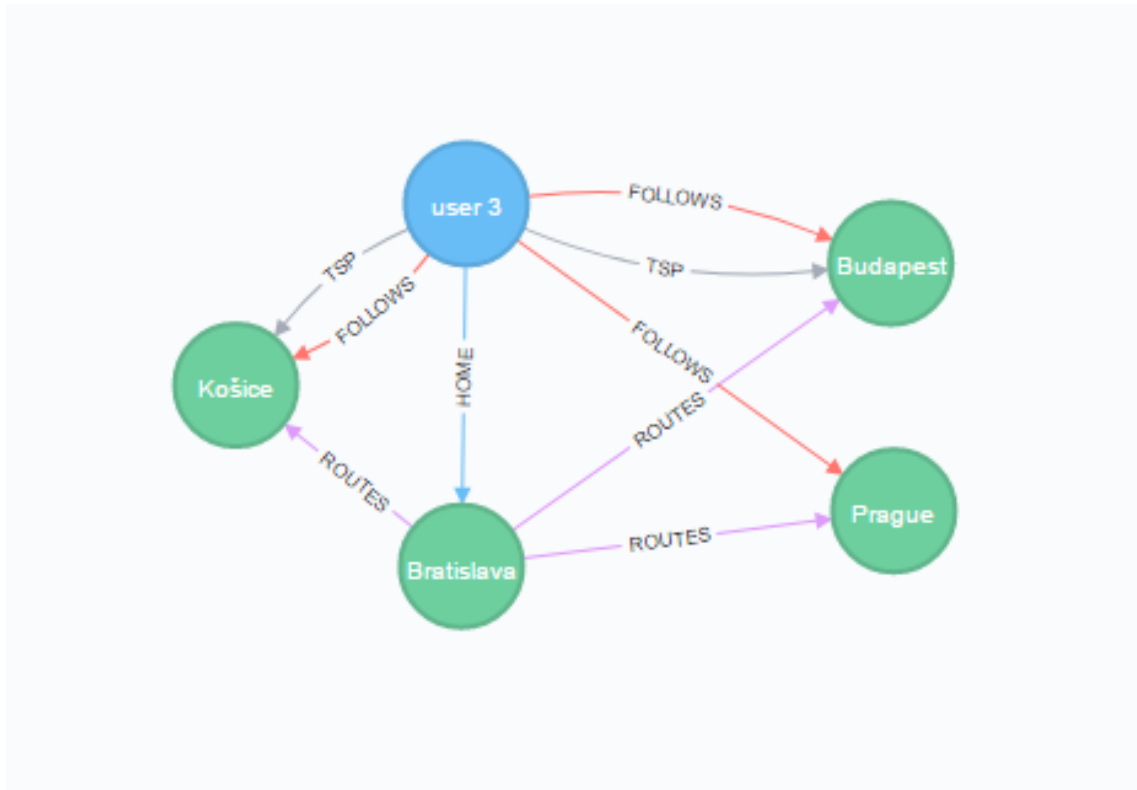 user 3
FOLLOWS
Budapest
TSP
TSP
FOLLOWS
FOLLOWS
HOME
Košice
ROUTES
ROUTES
Prague
ROUTES
Bratislava